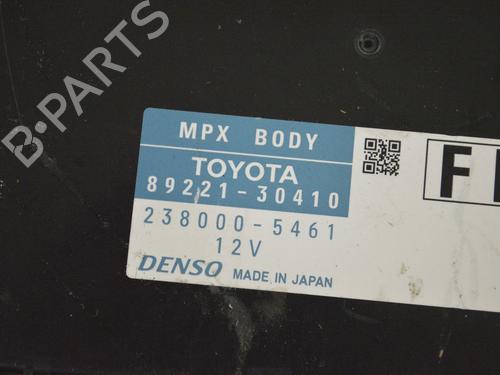 B-PARTS
MPX BODY
TOYOTA
89221-30410
238000-5461
12V
DENSO MADE IN JAPAN
F